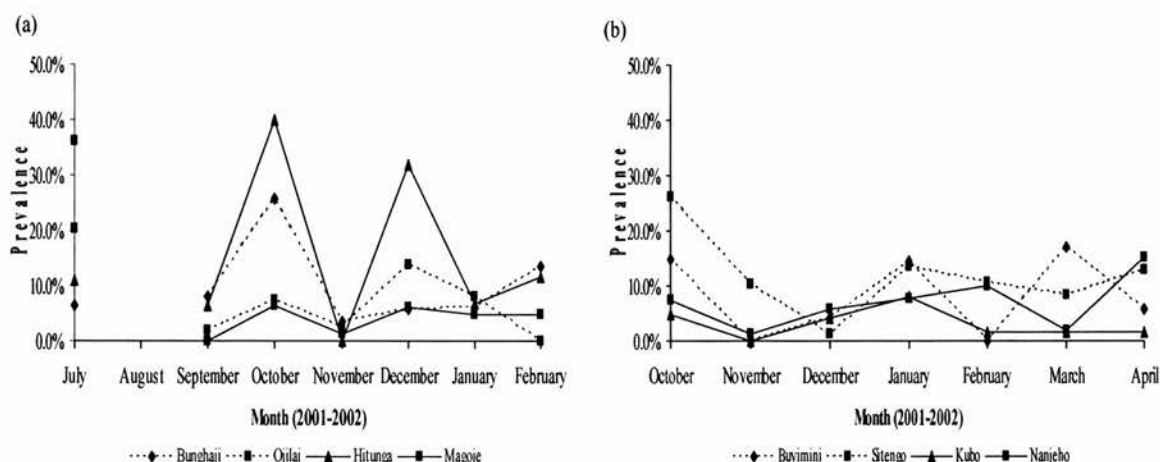 (a)
50.0%
40.0%
30.0%
20.0%
10.0%
0.0%
Prevalence
July August September October November December January February
Month (2001-2002)
Bunghaji Ojilai Hitunga Magoje
(b)
50.0%
40.0%
30.0%
20.0%
10.0%
0.0%
Prevalence
October November December January February March April
Month (2001-2002)
Buyimini Sitengo Kubo Nanjeho